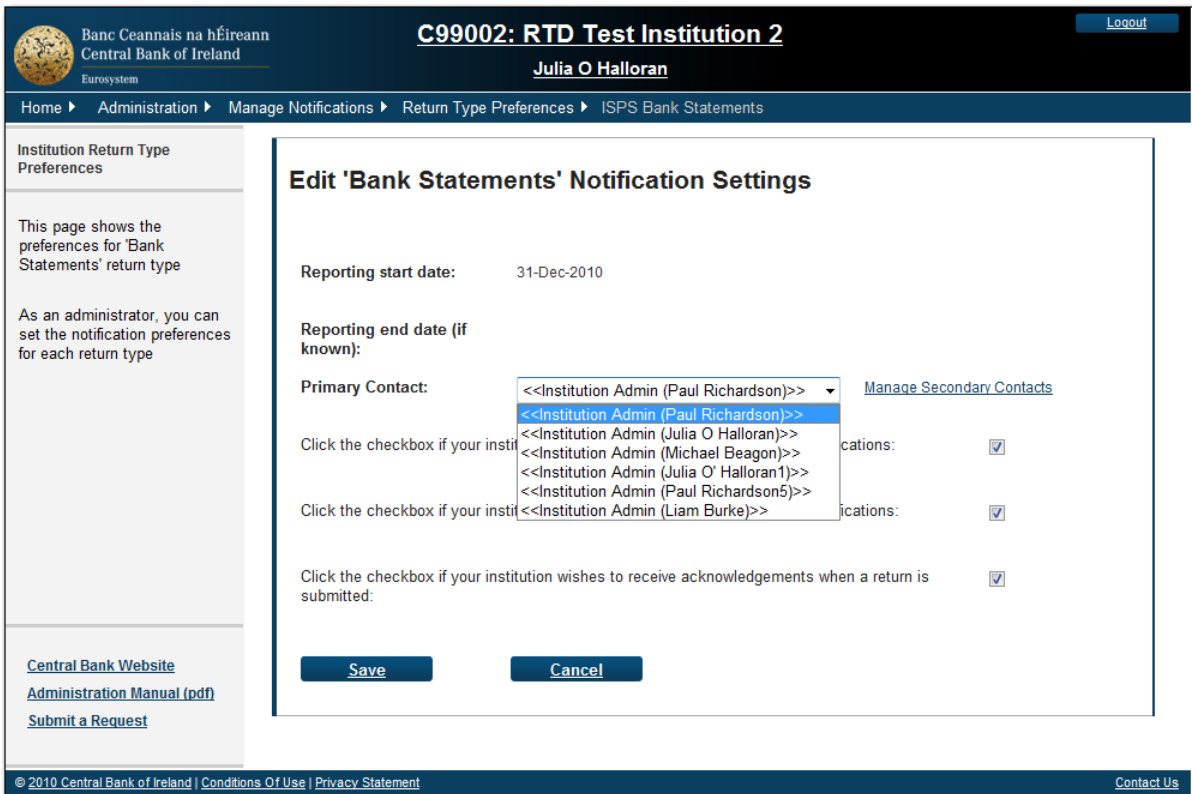 Banc Ceannais na hÉireann
Central Bank of Ireland
Eurosystem
C99002: RTD Test Institution 2
Julia O Halloran
Logout
Home Administration Manage Notifications Return Type Preferences ISPS Bank Statements
Institution Return Type
Preferences
This page shows the
preferences for 'Bank
Statements' return type
As an administrator, you can
set the notification preferences
for each return type
Central Bank Website
Administration Manual (pdf)
Submit a Request
Edit 'Bank Statements' Notification Settings
Reporting start date: 31-Dec-2010
Reporting end date (if
known):
Primary Contact: <<Institution Admin (Paul Richardson)>> Manage Secondary Contacts
<<Institution Admin (Paul Richardson)>>
<<Institution Admin (Julia O Halloran)>>
Click the checkbox if your instit cations:
<<Institution Admin (Michael Beagon)>>
<<Institution Admin (Julia O' Halloran1)>>
<<Institution Admin (Paul Richardson5)>>
Click the checkbox if your instit <<Institution Admin (Liam Burke)>> ifications:
Click the checkbox if your institution wishes to receive acknowledgements when a return is
submitted:
Save Cancel
© 2010 Central Bank of Ireland | Conditions Of Use | Privacy Statement Contact Us